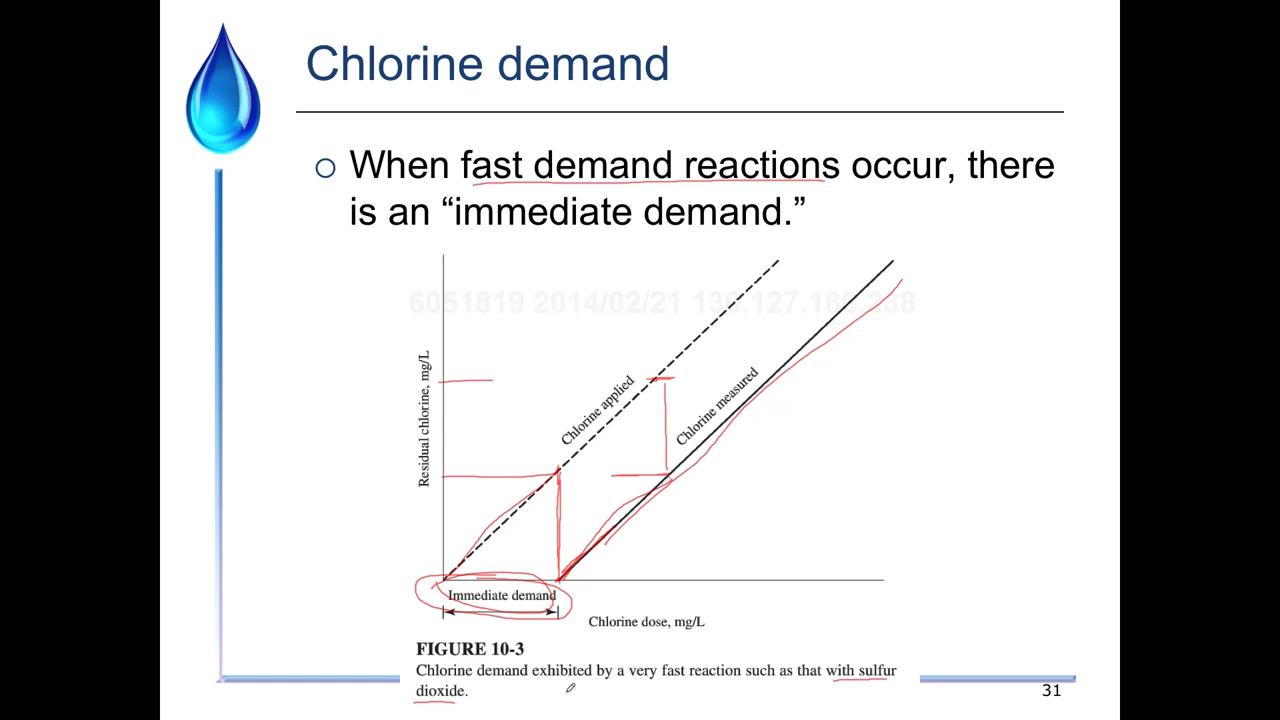 Chlorine demand
When fast demand reactions occur, there
is an “immediate demand.”
Residual chlorine, mg/L
Chlorine applied
Chlorine measured
Immediate demand
Chlorine dose, mg/L
FIGURE 10-3
Chlorine demand exhibited by a very fast reaction such as that with sulfur
dioxide.
31